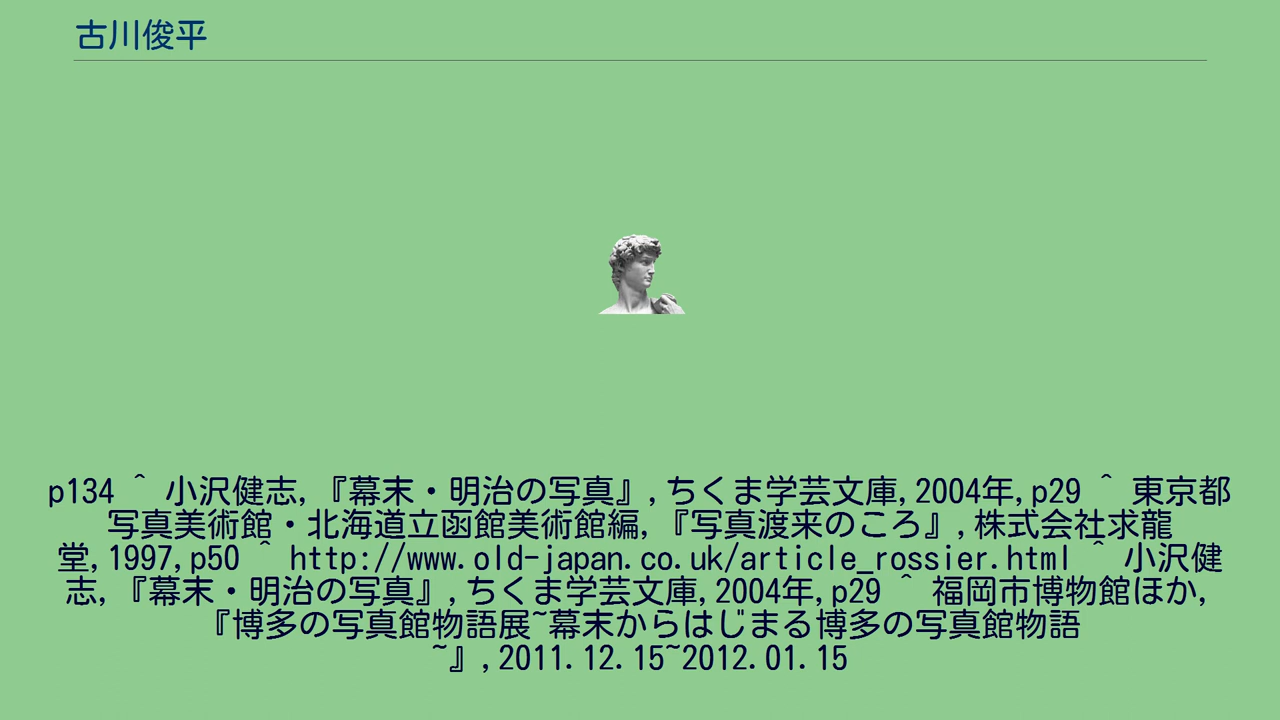 古川俊平
p134 ^ 小沢健志,『幕末・明治の写真』,ちくま学芸文庫,2004年,p29 ^ 東京都
写真美術館・北海道立函館美術館編,『写真渡来のころ』,株式会社求龍
堂,1997,p50 ^ http://www.old-japan.co.uk/article_rossier.html ^ 小沢健
志,『幕末・明治の写真』,ちくま学芸文庫,2004年,p29 ^ 福岡市博物館ほか,
『博多の写真館物語展~幕末からはじまる博多の写真館物語
~』,2011.12.15~2012.01.15